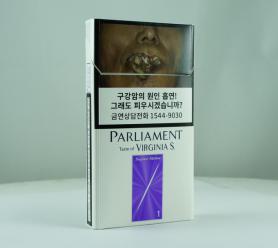 구강암의 원인 흡연!
그래도 피우시겠습니까?
금연상담전화 1544-9030
PARLIAMENT
Taste of VIRGINIA S.
1